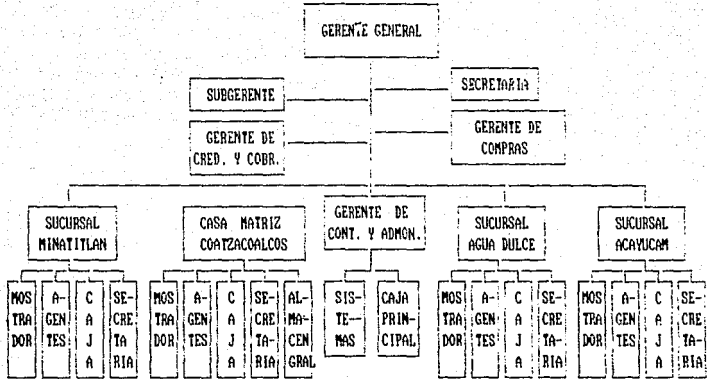 GERENTE GENERAL
SUBGERENTE
SECRETARIA
GERENTE DE
CRED. Y COBR.
GERENTE DE
COMPRAS
SUCURSAL
MINATITLAN
CASA MATRIZ
COATZACOALCOS
GERENTE DE
CONT. Y ADMON.
SUCURSAL
AGUA DULCE
SUCURSAL
ACAYUCAM
MOS
TRA
DOR
A-
GEN
TES
C
A
J
A
SE-
CRE
TA-
RIA
MOS
TRA
DOR
A-
GEN
TES
C
A
J
A
SE-
CRE
TA-
RIA
AL-
MA-
CEN
GRAL
SIS-
TE--
MAS
CAJA
PRIN-
CIPAL
MOS
TRA
DOR
A-
GEN
TES
C
A
J
A
SE-
CRE
TA-
RIA
MOS
TRA
DOR
A-
GEN
TES
C
A
J
A
SE-
CRE
TA-
RIA